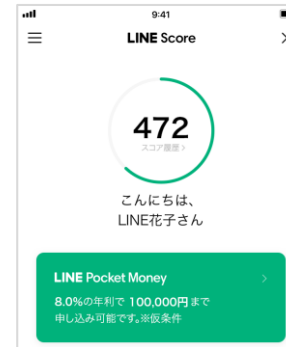 9:41
LINE Score
472
スコア履歴 >
こんにちは、
LINE花子さん
LINE Pocket Money
8.0%の年利で 100,000円 まで
申し込み可能です。※仮条件